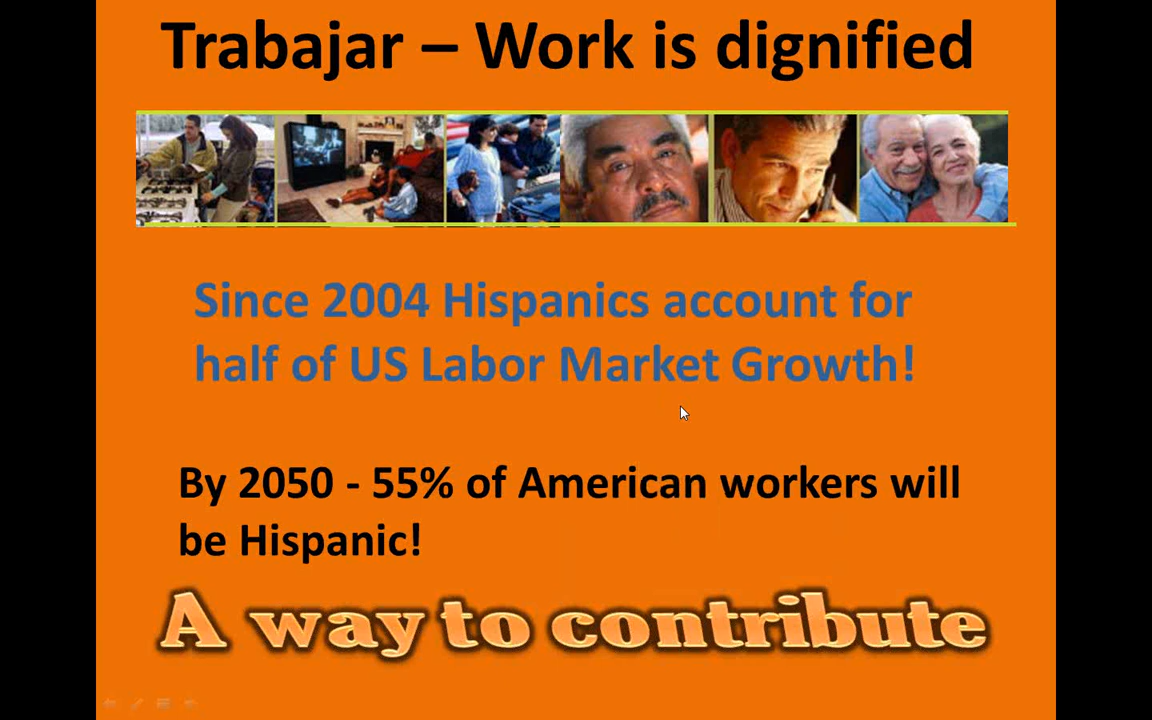 Trabajar – Work is dignified
Since 2004 Hispanics account for
half of US Labor Market Growth!
By 2050 - 55% of American workers will
be Hispanic!
A way to contribute